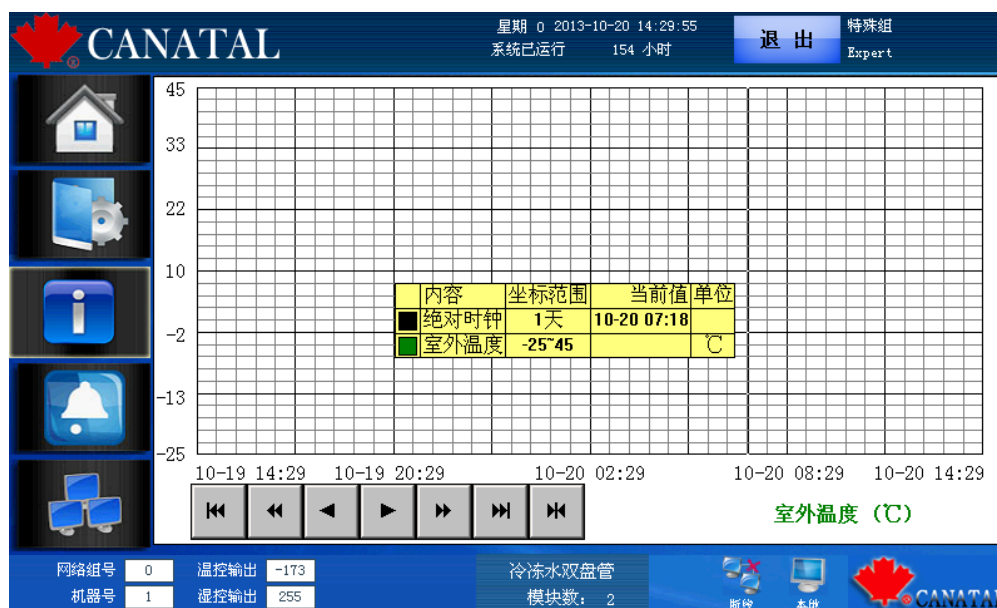 CANATAL
星期 0 2013-10-20 14:29:55
系统已运行 154 小时
退 出
特殊组
Expert
45
33
22
10
-2
-13
-25
内容 坐标范围 当前值 单位
绝对时钟 1天 10-20 07:18
室外温度 -25~45 ℃
10-19 14:29 10-19 20:29 10-20 02:29 10-20 08:29 10-20 14:29
室外温度 (℃)
网络组号 0 温控输出 -173
机器号 1 湿控输出 255
冷冻水双盘管
模块数: 2
断线 本地
CANATAL